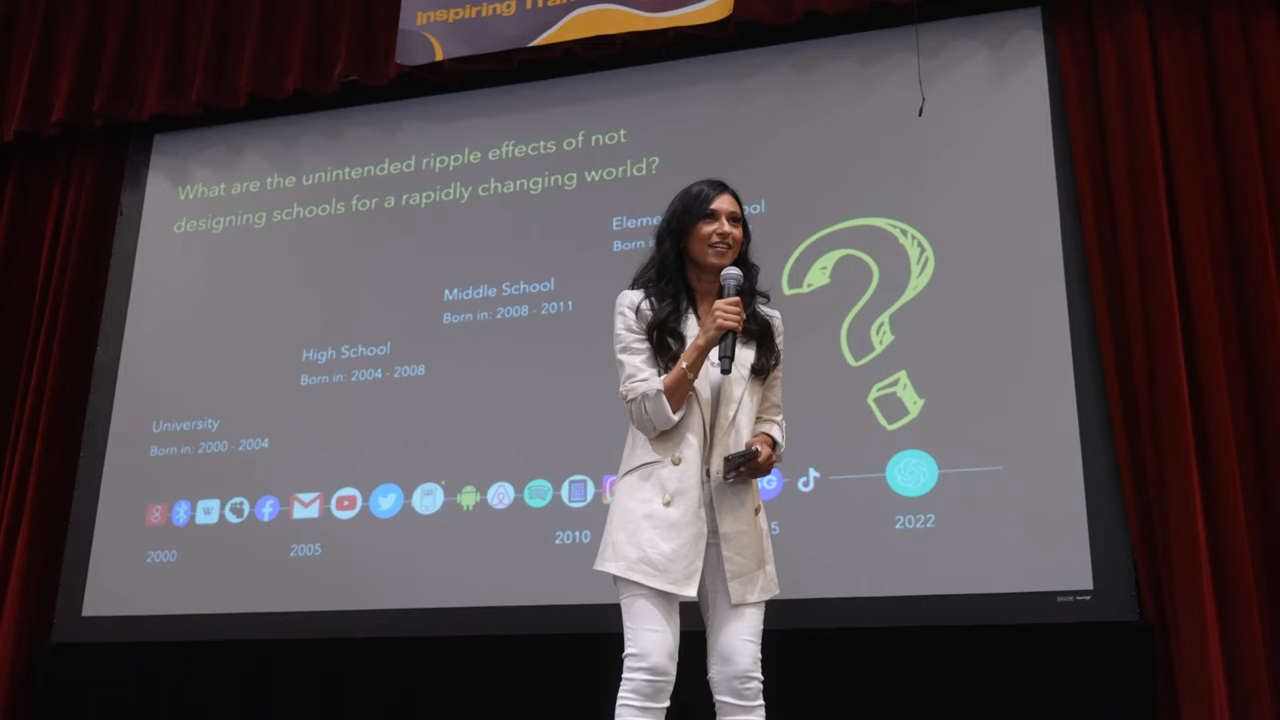 Inspiring
What are the unintended ripple effects of not
designing schools for a rapidly changing world?
Born in
Middle School
Born in: 2008 - 2011
High School
Born in: 2004 - 2008
University
Born in: 2000 - 2004
2000
2005
2010
2022